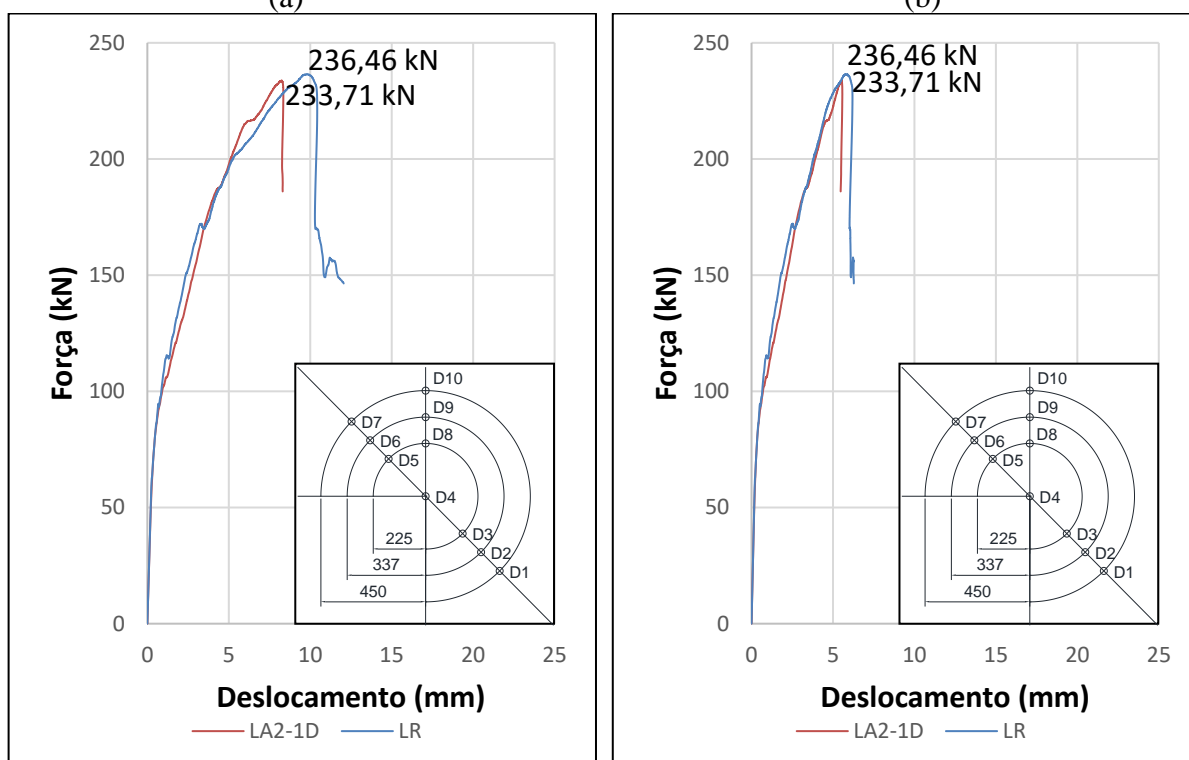 (a)
(b)
250
236,46 kN
233,71 kN
200
150
100
50
0
Força (kN)
D10
D9
D8
D7
D6
D5
D4
D3
D2
D1
225
337
450
0 5 10 15 20 25
Deslocamento (mm)
LA2-1D LR
250
236,46 kN
233,71 kN
200
150
100
50
0
Força (kN)
D10
D9
D8
D7
D6
D5
D4
D3
D2
D1
225
337
450
0 5 10 15 20 25
Deslocamento (mm)
LA2-1D LR